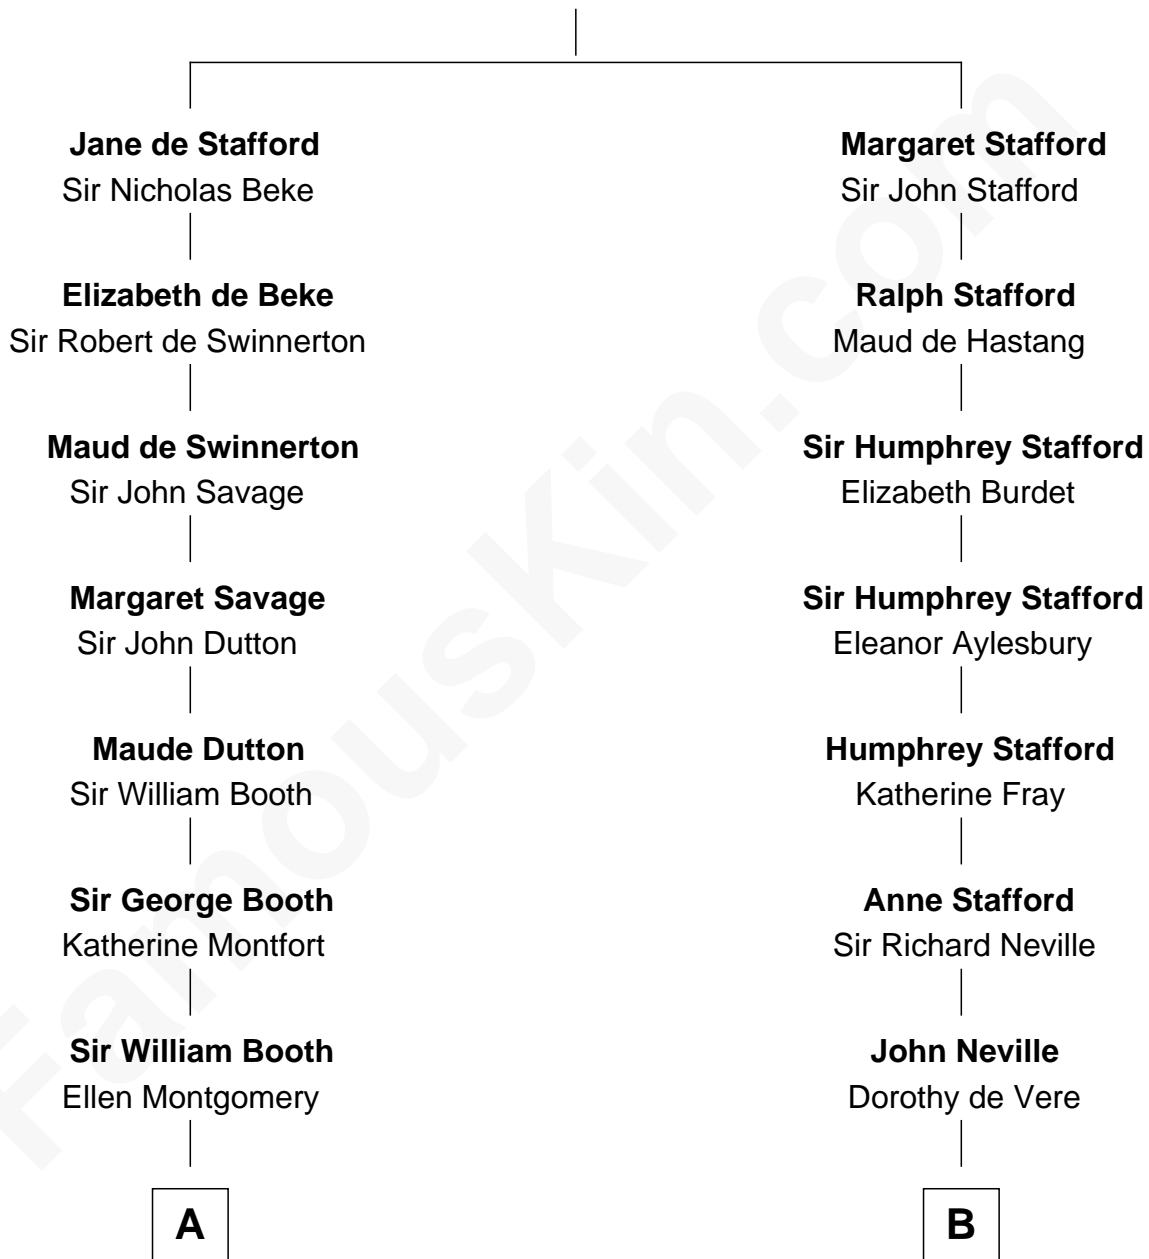 Jane de Stafford
Sir Nicholas Beke
Elizabeth de Beke
Sir Robert de Swinnerton
Maud de Swinnerton
Sir John Savage
Margaret Savage
Sir John Dutton
Maude Dutton
Sir William Booth
Sir George Booth
Katherine Montfort
Sir William Booth
Ellen Montgomery
A
Margaret Stafford
Sir John Stafford
Ralph Stafford
Maud de Hastang
Sir Humphrey Stafford
Elizabeth Burdet
Sir Humphrey Stafford
Eleanor Aylesbury
Humphrey Stafford
Katherine Fray
Anne Stafford
Sir Richard Neville
John Neville
Dorothy de Vere
B
FamousKin.com